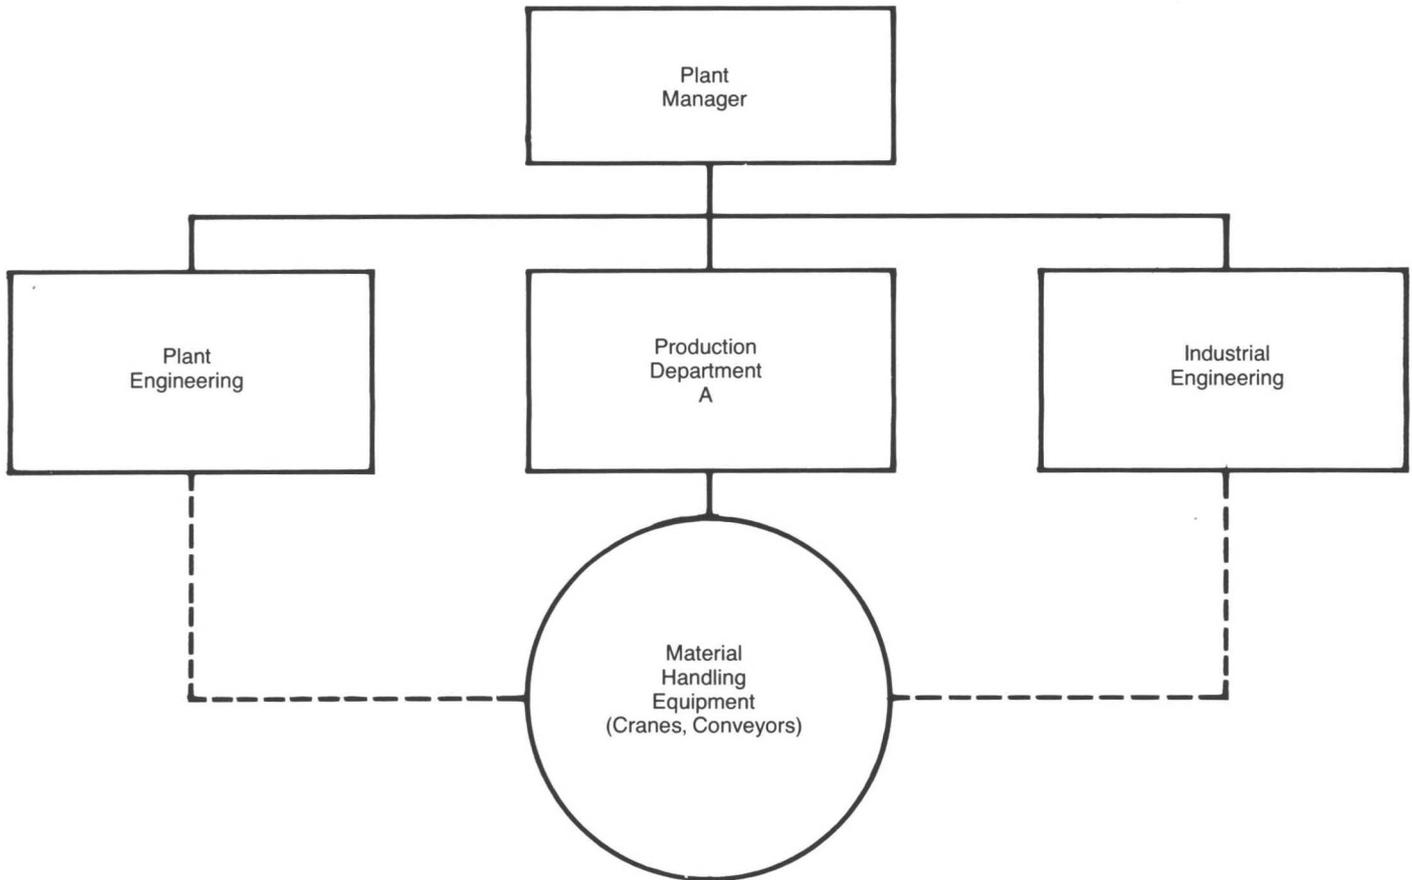 Plant
Manager
Plant
Engineering
Production
Department
A
Industrial
Engineering
Material
Handling
Equipment
(Cranes, Conveyors)